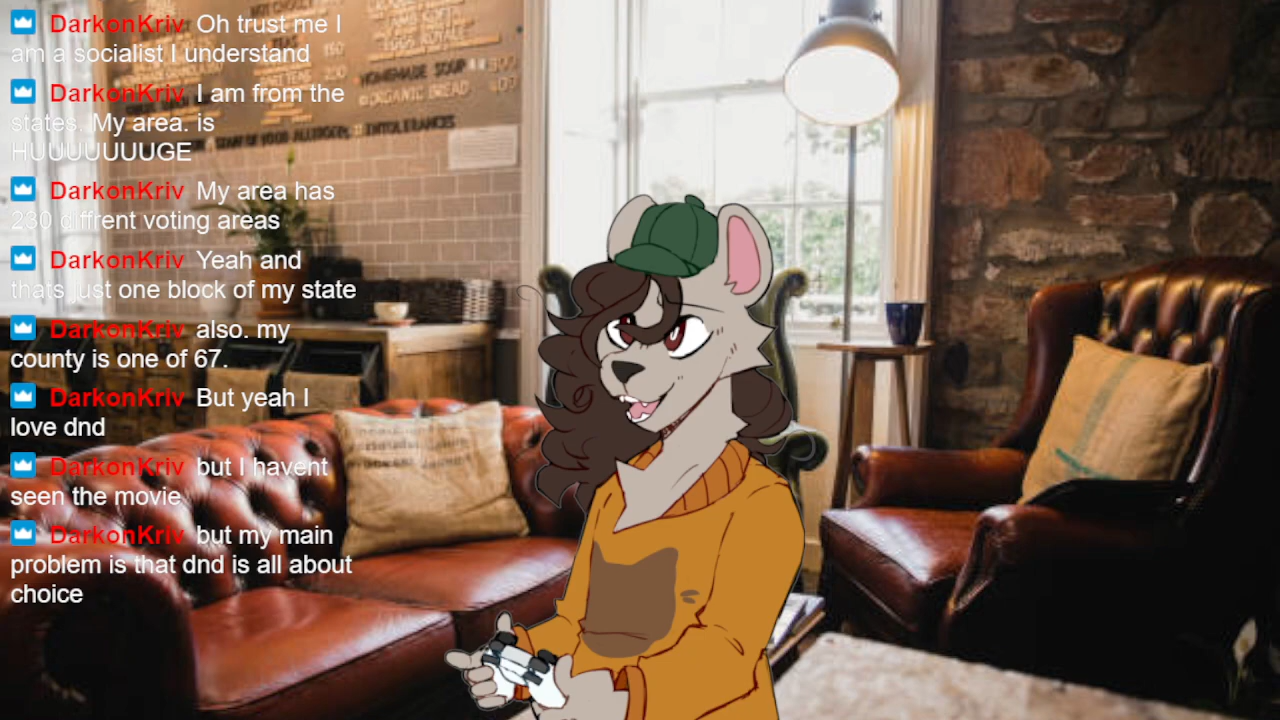 DarkonKriv Oh trust me I
am a socialist I understand
DarkonKriv I am from the
states. My area. is
HUUUUUUUGE
DarkonKriv My area has
230 diffrent voting areas
DarkonKriv Yeah and
thats just one block of my state
DarkonKriv also. my
county is one of 67.
DarkonKriv But yeah I
love dnd
DarkonKriv but I havent
seen the movie
DarkonKriv but my main
problem is that dnd is all about
choice
EGGS ROYALE
HOMEMADE SOUP
ORGANIC BREAD
INTOLERANCES